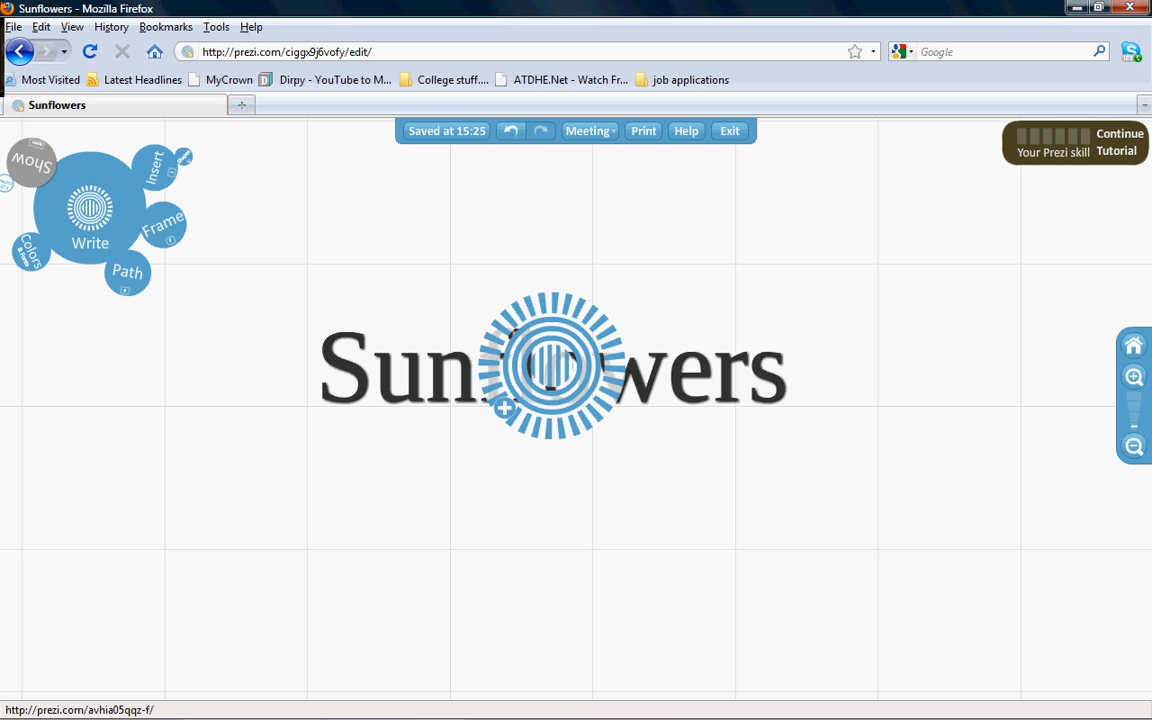 Sunflowers - Mozilla Firefox
File Edit View History Bookmarks Tools Help
http://prezi.com/ciggx9j6vofy/edit/
Google
Most Visited Latest Headlines MyCrown Dirpy - YouTube to M... College stuff.... ATDHE.Net - Watch Fr... job applications
Sunflowers
Saved at 15:25 Meeting Print Help Exit
Continue
Your Prezi skill Tutorial
Show
Insert
Frame
Write
Colors
Path
Sunflowers
http://prezi.com/avhia05qqz-f/